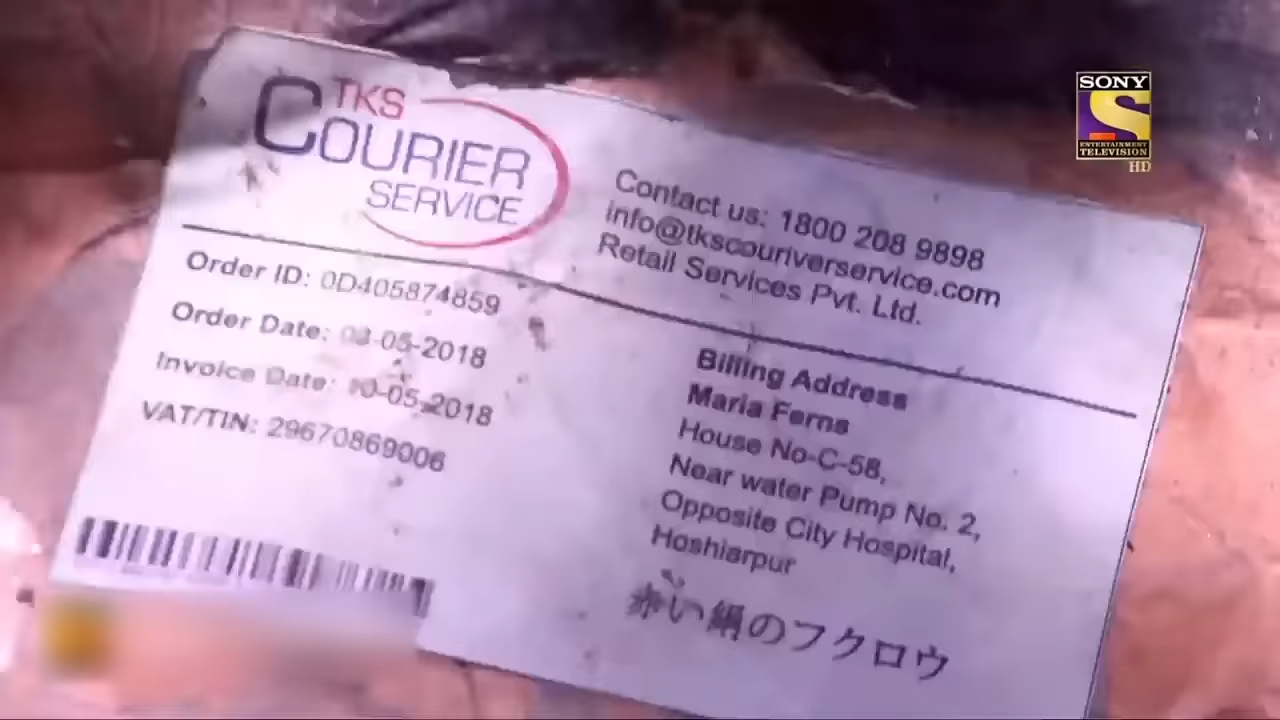 TKS
COURIER
SERVICE
Contact us: 1800 208 9898
info@tkscouriverservice.com
Retail Services Pvt. Ltd.
Order ID: 0D405874859
Order Date: 03-05-2018
Invoice Date: 10-05-2018
VAT/TIN: 29670869006
Billing Address
Maria Ferns
House No-C-58,
Near water Pump No. 2,
Opposite City Hospital,
Hoshiarpur
赤い絹のフクロウ
SONY
S
ENTERTAINMENT
TELEVISION
HD